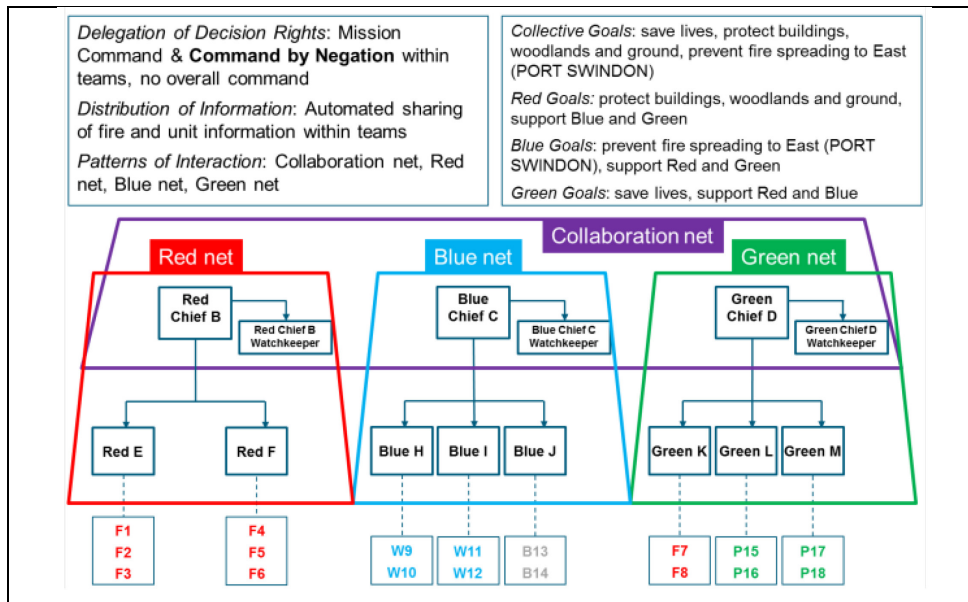 Delegation of Decision Rights: Mission
Command & Command by Negation within
teams, no overall command
Distribution of Information: Automated sharing
of fire and unit information within teams
Patterns of Interaction: Collaboration net, Red
net, Blue net, Green net
Collective Goals: save lives, protect buildings,
woodlands and ground, prevent fire spreading to East
(PORT SWINDON)
Red Goals: protect buildings, woodlands and ground,
support Blue and Green
Blue Goals: prevent fire spreading to East (PORT
SWINDON), support Red and Green
Green Goals: save lives, support Red and Blue
Collaboration net
Red net
Blue net
Green net
Red
Chief B
Red Chief B
Watchkeeper
Blue
Chief C
Blue Chief C
Watchkeeper
Green
Chief D
Green Chief D
Watchkeeper
Red E
Red F
Blue H
Blue I
Blue J
Green K
Green L
Green M
F1
F2
F3
F4
F5
F6
W9
W10
W11
W12
B13
B14
F7
F8
P15
P16
P17
P18